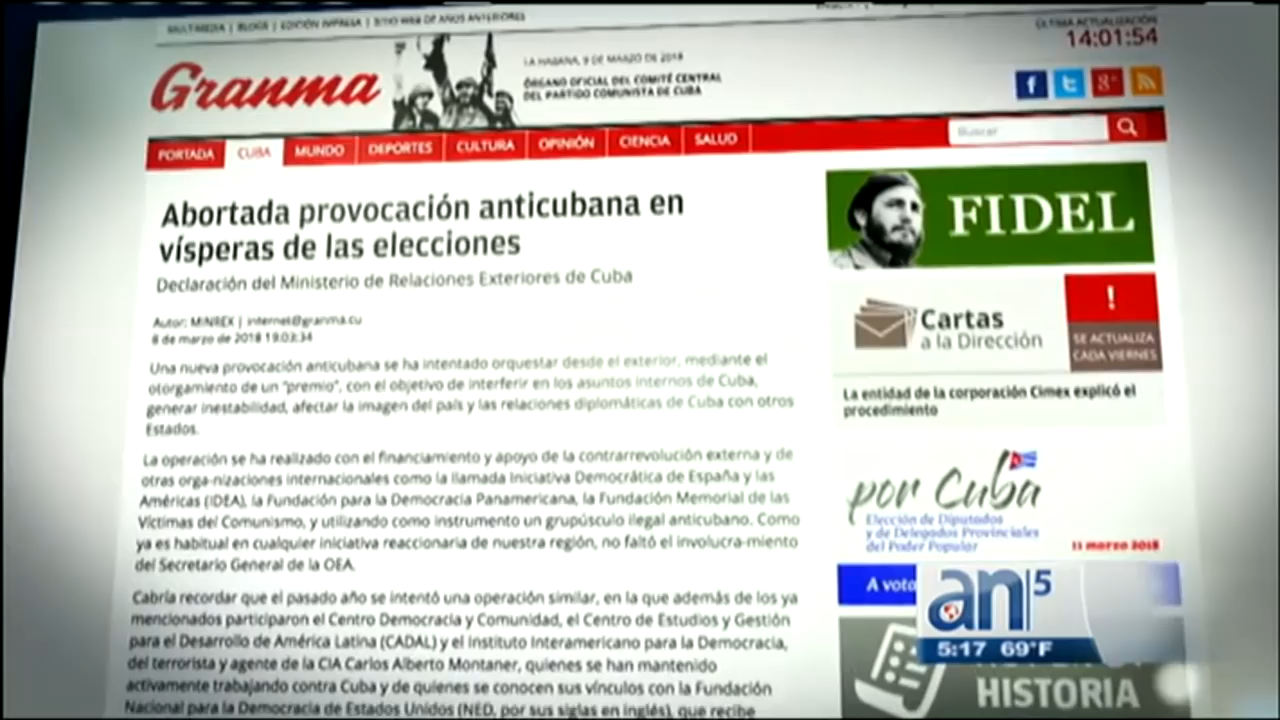 MULTIMEDIA | BLOGS | EDICIÓN IMPRESA | SITIO WEB DE AÑOS ANTERIORES
ÚLTIMA ACTUALIZACIÓN
14:01:54
Granma
LA HABANA, 9 DE MARZO DE 2018
ÓRGANO OFICIAL DEL COMITÉ CENTRAL
DEL PARTIDO COMUNISTA DE CUBA
PORTADA CUBA MUNDO DEPORTES CULTURA OPINIÓN CIENCIA SALUD
Buscar
Abortada provocación anticubana en
vísperas de las elecciones
Declaración del Ministerio de Relaciones Exteriores de Cuba
Autor: MINREX | internet@granma.cu
8 de marzo de 2018 19:03:34
Una nueva provocación anticubana se ha intentado orquestar desde el exterior, mediante el
otorgamiento de un "premio", con el objetivo de interferir en los asuntos internos de Cuba,
generar inestabilidad, afectar la imagen del país y las relaciones diplomáticas de Cuba con otros
Estados.
La operación se ha realizado con el financiamiento y apoyo de la contrarrevolución externa y de
otras orga-nizaciones internacionales como la llamada Iniciativa Democrática de España y las
Américas (IDEA), la Fundación para la Democracia Panamericana, la Fundación Memorial de las
Víctimas del Comunismo, y utilizando como instrumento un grupúsculo ilegal anticubano. Como
ya es habitual en cualquier iniciativa reaccionaria de nuestra región, no faltó el involucra-miento
del Secretario General de la OEA.
Cabría recordar que el pasado año se intentó una operación similar, en la que además de los ya
mencionados participaron el Centro Democracia y Comunidad, el Centro de Estudios y Gestión
para el Desarrollo de América Latina (CADAL) y el Instituto Interamericano para la Democracia,
del terrorista y agente de la CIA Carlos Alberto Montaner, quienes se han mantenido
activamente trabajando contra Cuba y de quienes se conocen sus vínculos con la Fundación
Nacional para la Democracia de Estados Unidos (NED, por sus siglas en inglés), que recibe
FIDEL
Cartas
a la Dirección
!
SE ACTUALIZA
CADA VIERNES
La entidad de la corporación Cimex explicó el
procedimiento
por Cuba
Elección de Diputados
y de Delegados Provinciales
del Poder Popular
11 marzo 2018
A vota
an 5
5:17 69°F
HISTORIA